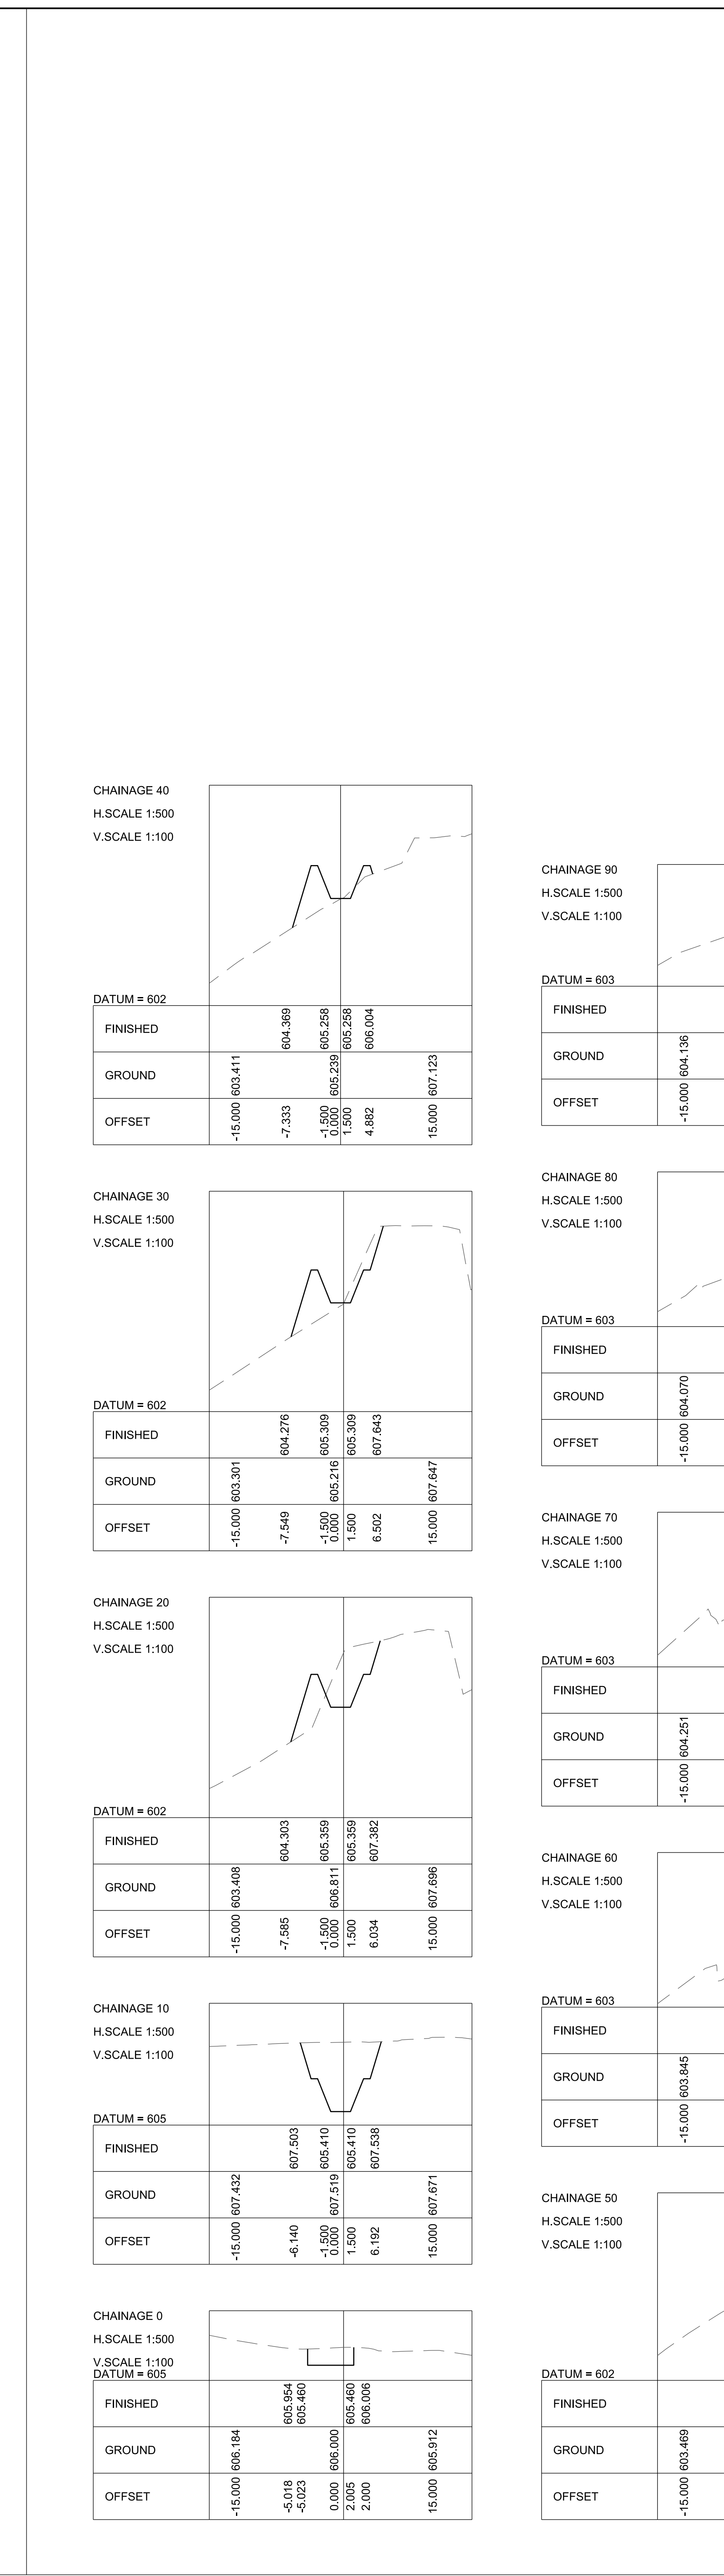 CHAINAGE 40
H.SCALE 1:500
V.SCALE 1:100
DATUM = 602
FINISHED 604.369 605.258 605.258 606.004
GROUND 603.411 605.239 607.123
OFFSET -15.000 -7.333 -1.500 0.000 1.500 4.882 15.000
CHAINAGE 30
H.SCALE 1:500
V.SCALE 1:100
DATUM = 602
FINISHED 604.276 605.309 605.309 607.643
GROUND 603.301 605.216 607.647
OFFSET -15.000 -7.549 -1.500 0.000 1.500 6.502 15.000
CHAINAGE 20
H.SCALE 1:500
V.SCALE 1:100
DATUM = 602
FINISHED 604.303 605.359 605.359 607.382
GROUND 603.408 606.811 607.696
OFFSET -15.000 -7.585 -1.500 0.000 1.500 6.034 15.000
CHAINAGE 10
H.SCALE 1:500
V.SCALE 1:100
DATUM = 605
FINISHED 607.503 605.410 605.410 607.538
GROUND 607.432 607.519 607.671
OFFSET -15.000 -6.140 -1.500 0.000 1.500 6.192 15.000
CHAINAGE 0
H.SCALE 1:500
V.SCALE 1:100
DATUM = 605
FINISHED 605.954 605.460 605.460 606.006
GROUND 606.184 606.000 605.912
OFFSET -15.000 -5.018 -5.023 0.000 2.005 2.000 15.000
CHAINAGE 90
H.SCALE 1:500
V.SCALE 1:100
DATUM = 603
FINISHED
GROUND 604.136
OFFSET -15.000
CHAINAGE 80
H.SCALE 1:500
V.SCALE 1:100
DATUM = 603
FINISHED
GROUND 604.070
OFFSET -15.000
CHAINAGE 70
H.SCALE 1:500
V.SCALE 1:100
DATUM = 603
FINISHED
GROUND 604.251
OFFSET -15.000
CHAINAGE 60
H.SCALE 1:500
V.SCALE 1:100
DATUM = 603
FINISHED
GROUND 603.845
OFFSET -15.000
CHAINAGE 50
H.SCALE 1:500
V.SCALE 1:100
DATUM = 602
FINISHED
GROUND 603.469
OFFSET -15.000